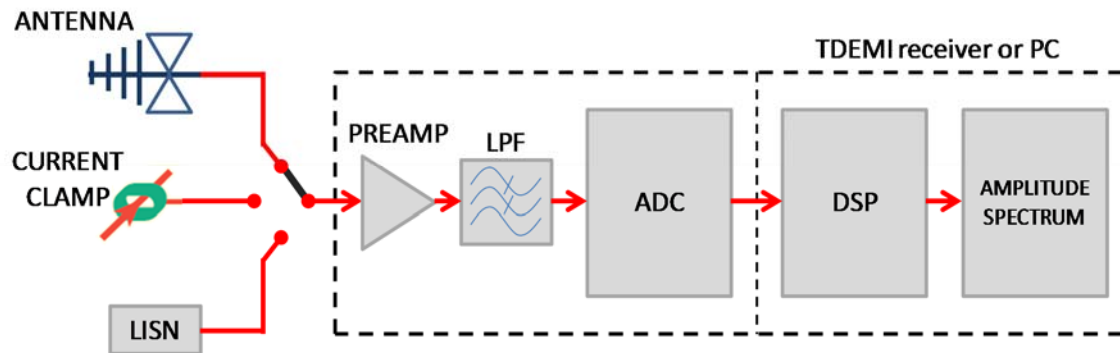 ANTENNA
TDEMI receiver or PC
PREAMP
LPF
CURRENT
CLAMP
ADC
DSP
AMPLITUDE
SPECTRUM
LISN